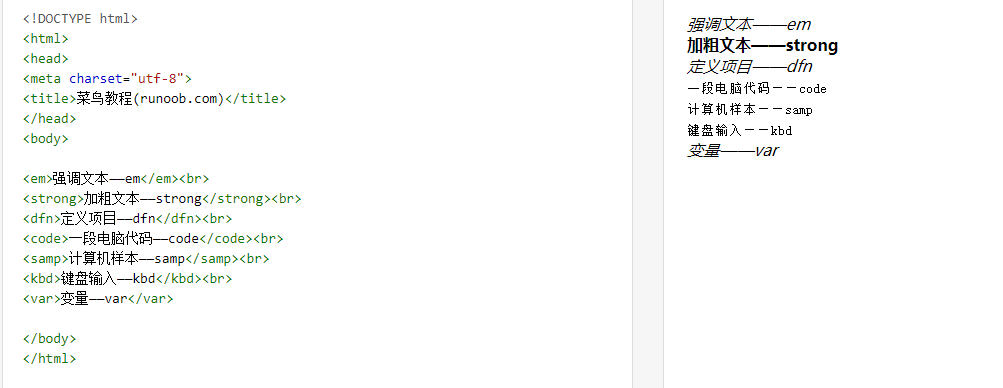 <!DOCTYPE html>
<html>
<head>
<meta charset="utf-8">
<title>菜鸟教程(runoob.com)</title>
</head>
<body>
<em>强调文本——em</em><br>
<strong>加粗文本——strong</strong><br>
<dfn>定义项目——dfn</dfn><br>
<code>一段电脑代码——code</code><br>
<samp>计算机样本——samp</samp><br>
<kbd>键盘输入——kbd</kbd><br>
<var>变量——var</var>
</body>
</html>
强调文本——em
加粗文本——strong
定义项目——dfn
一段电脑代码——code
计算机样本——samp
键盘输入——kbd
变量——var